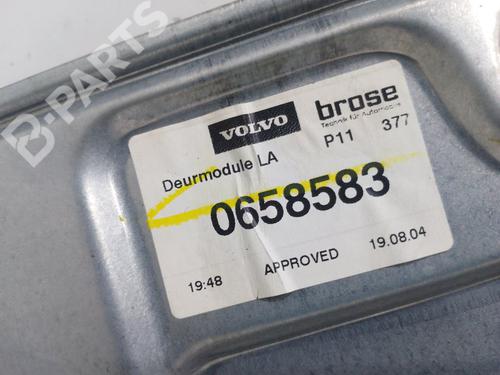 B-PARTS
VOLVO
brose
Technik für Automobile
Deurmodule LA
P11 377
0658583
19:48 APPROVED 19.08.04